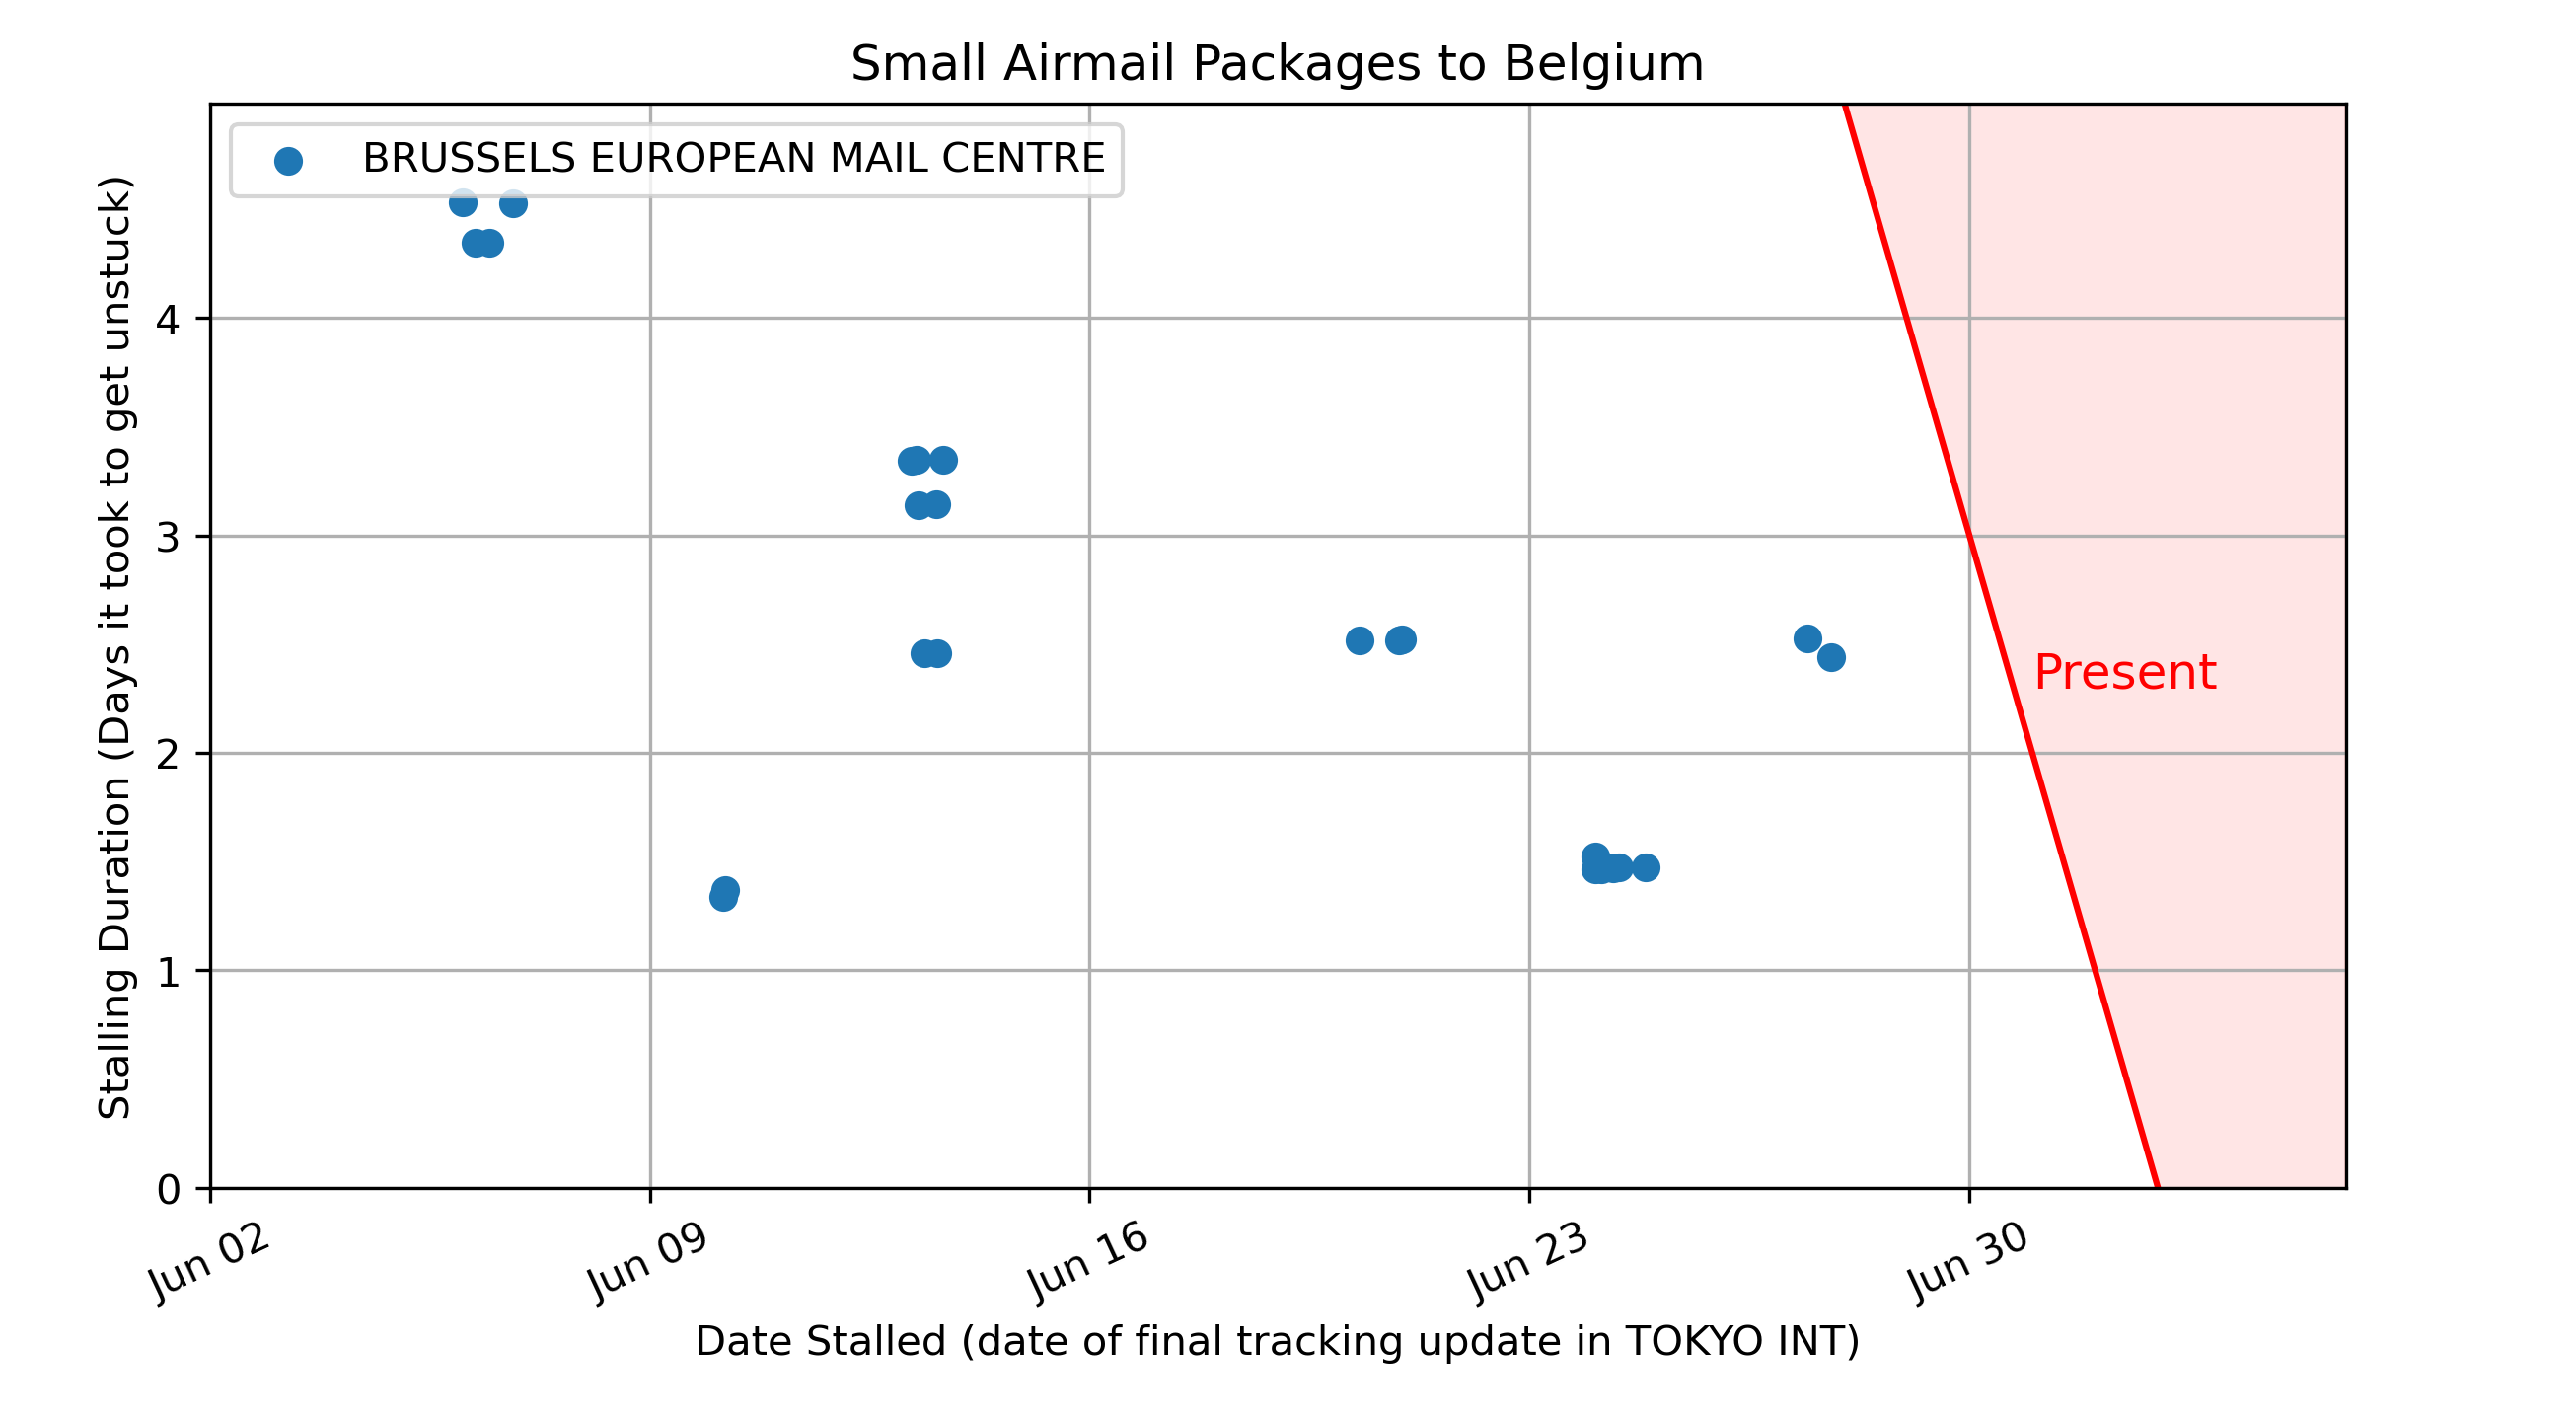 Small Airmail Packages to Belgium
BRUSSELS EUROPEAN MAIL CENTRE
Stalling Duration (Days it took to get unstuck)
4
3
2
1
0
Present
Jun 02
Jun 09
Jun 16
Jun 23
Jun 30
Date Stalled (date of final tracking update in TOKYO INT)